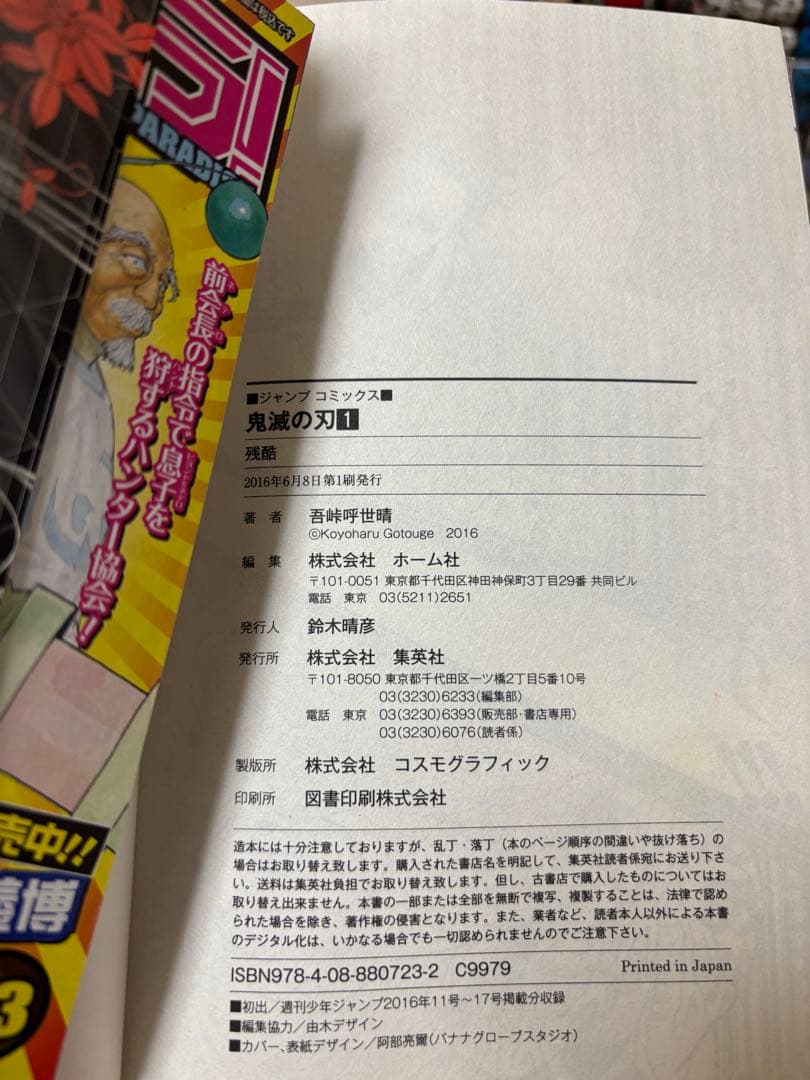 は税込です
PARADI
前会長の指令で息子を
狩するハンター協会!
売中!!
義博
3
■ジャンプ コミックス■
鬼滅の刃1
残酷
2016年6月8日第1刷発行
著 者 吾峠呼世晴
©Koyoharu Gotouge 2016
編 集 株式会社 ホーム社
〒101-0051 東京都千代田区神田神保町3丁目29番 共同ビル
電話 東京 03(5211)2651
発行人 鈴木晴彦
発行所 株式会社 集英社
〒101-8050 東京都千代田区一ツ橋2丁目5番10号
03(3230)6233(編集部)
電話 東京 03(3230)6393(販売部·書店専用)
03(3230)6076(読者係)
製版所 株式会社 コスモグラフィック
印刷所 図書印刷株式会社
造本には十分注意しておりますが、乱丁・落丁（本のページ順序の間違いや抜け落ち）の
場合はお取り替え致します。購入された書店名を明記して、集英社読者係宛にお送り下さ
い。送料は集英社負担でお取り替え致します。但し、古書店で購入したものについてはお
取り替え出来ません。本書の一部または全部を無断で複写、複製することは、法律で認め
られた場合を除き、著作権の侵害となります。また、業者など、読者本人以外による本書
のデジタル化は、いかなる場合でも一切認められませんのでご注意下さい。
ISBN978-4-08-880723-2 C9979 Printed in Japan
■初出／週刊少年ジャンプ2016年11号～17号掲載分収録
■編集協力／由木デザイン
■カバー、表紙デザイン／阿部亮爾(バナナグローブスタジオ)